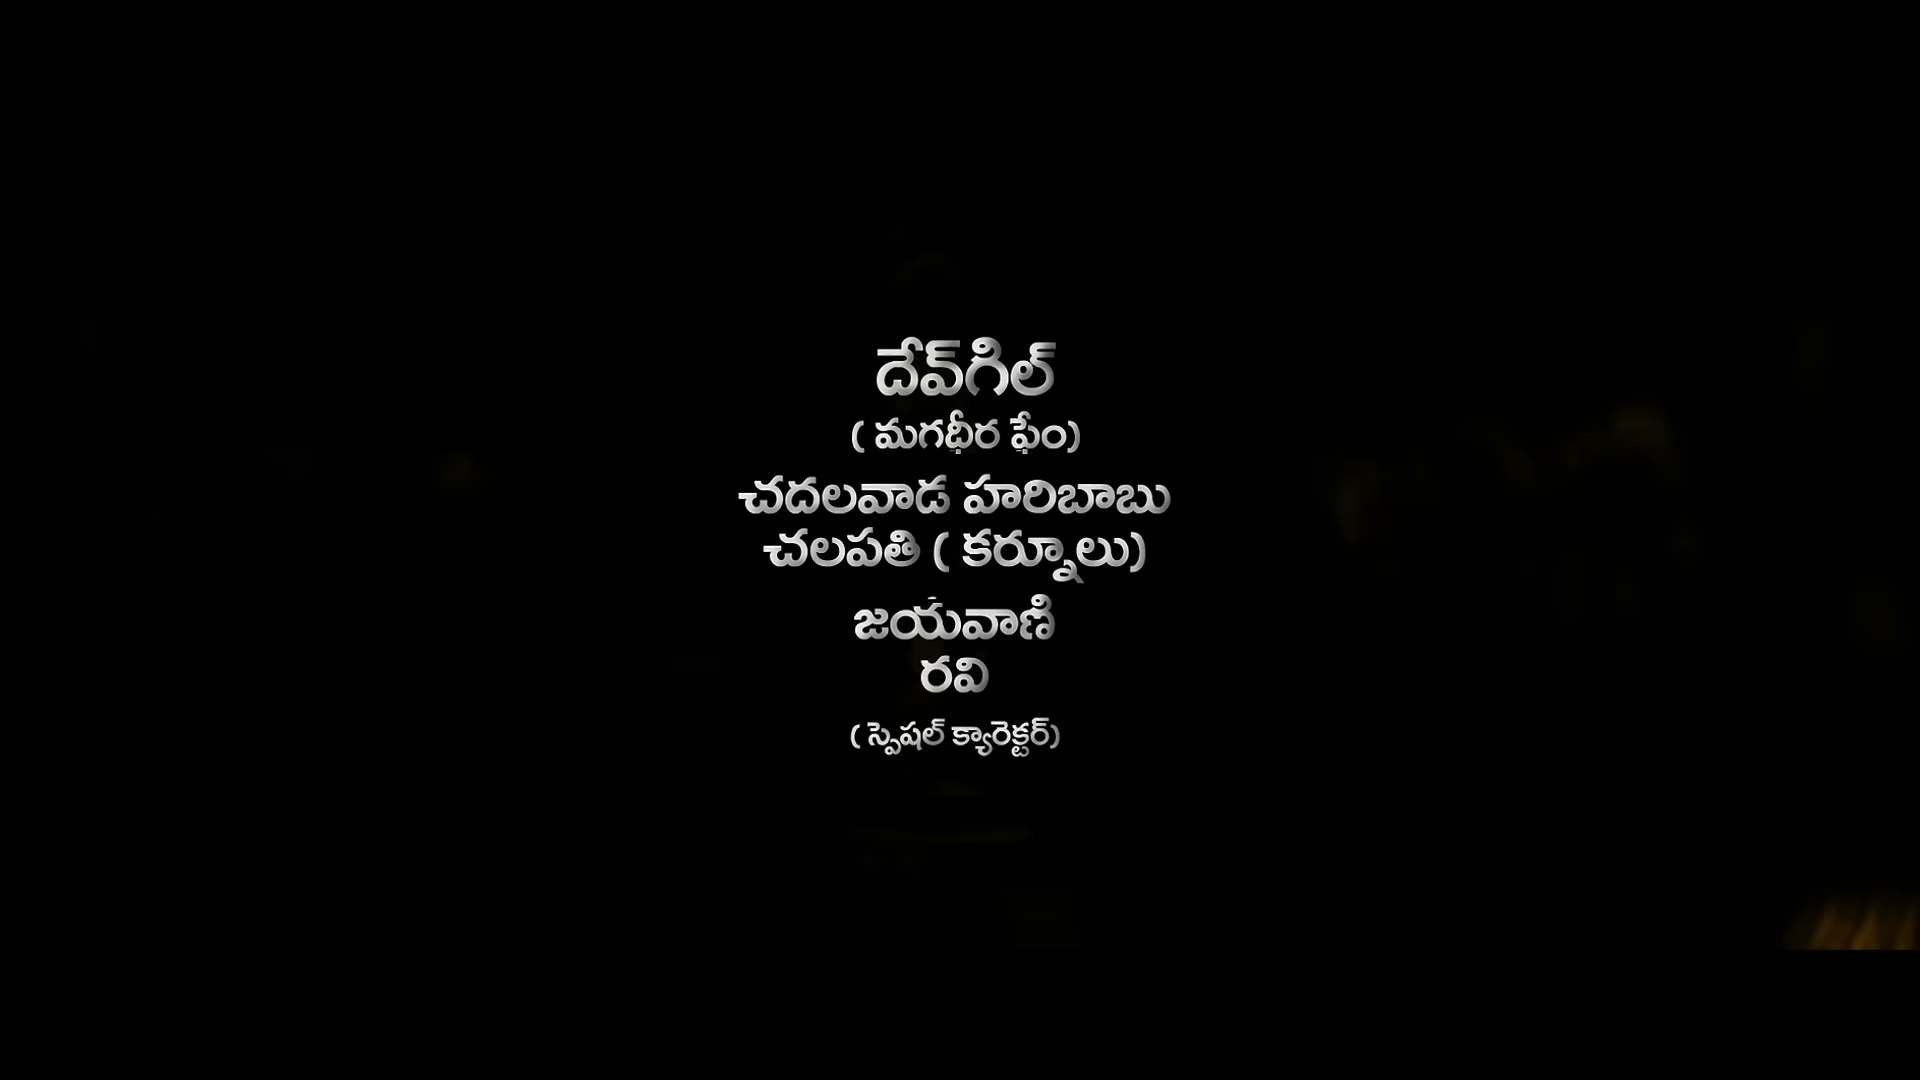 దేవ్‌గిల్
( మగధీర ఫేం)
చదలవాడ హరిబాబు
చలపతి ( కర్నూలు)
జయవాణి
రవి
( స్పెషల్ క్యారెక్టర్)